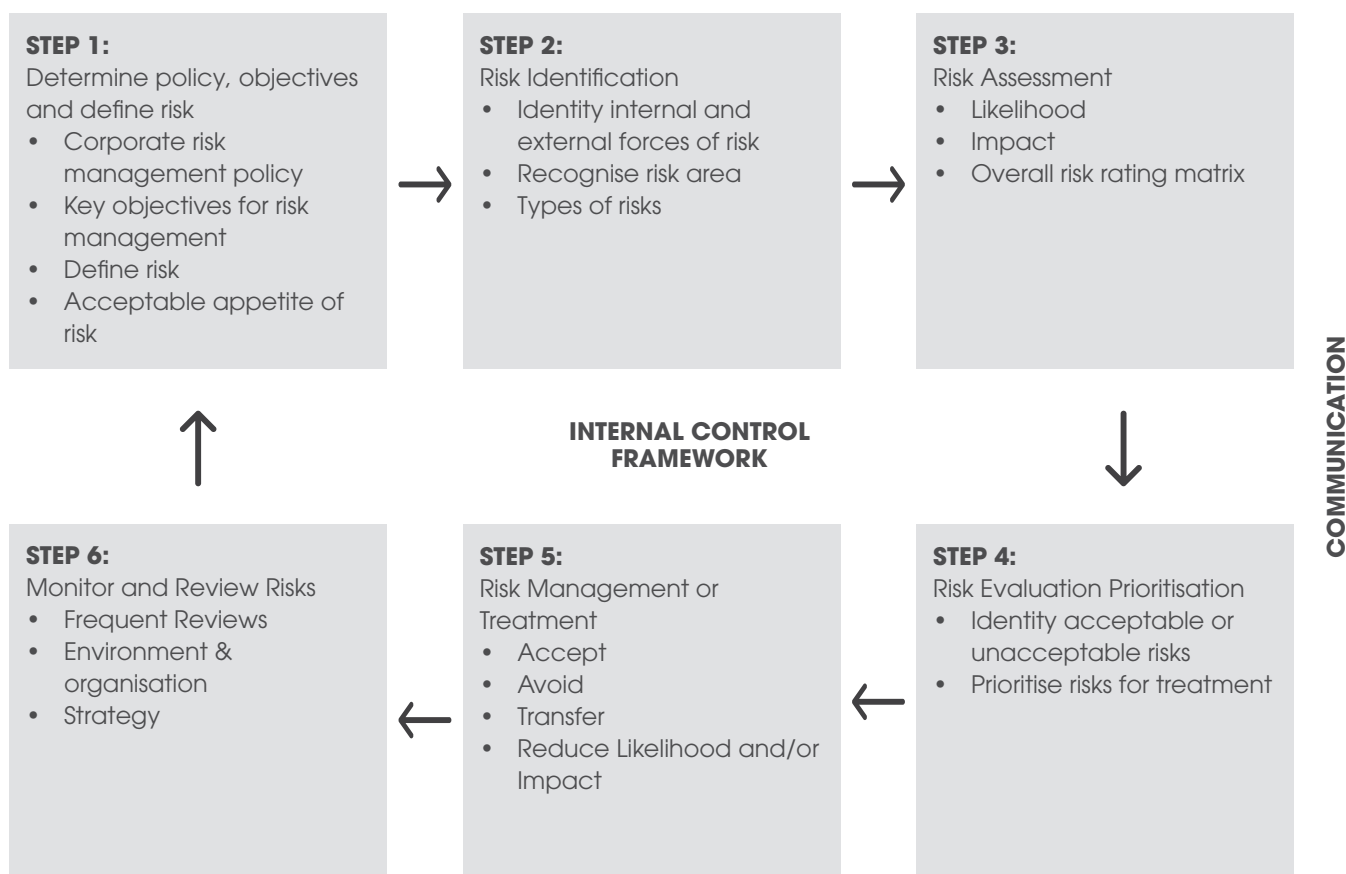 STEP 1:
Determine policy, objectives
and define risk
• Corporate risk
management policy
• Key objectives for risk
management
• Define risk
• Acceptable appetite of
risk
STEP 2:
Risk Identification
• Identity internal and
external forces of risk
• Recognise risk area
• Types of risks
STEP 3:
Risk Assessment
• Likelihood
• Impact
• Overall risk rating matrix
INTERNAL CONTROL
FRAMEWORK
COMMUNICATION
STEP 6:
Monitor and Review Risks
• Frequent Reviews
• Environment &
organisation
• Strategy
STEP 5:
Risk Management or
Treatment
• Accept
• Avoid
• Transfer
• Reduce Likelihood and/or
Impact
STEP 4:
Risk Evaluation Prioritisation
• Identity acceptable or
unacceptable risks
• Prioritise risks for treatment